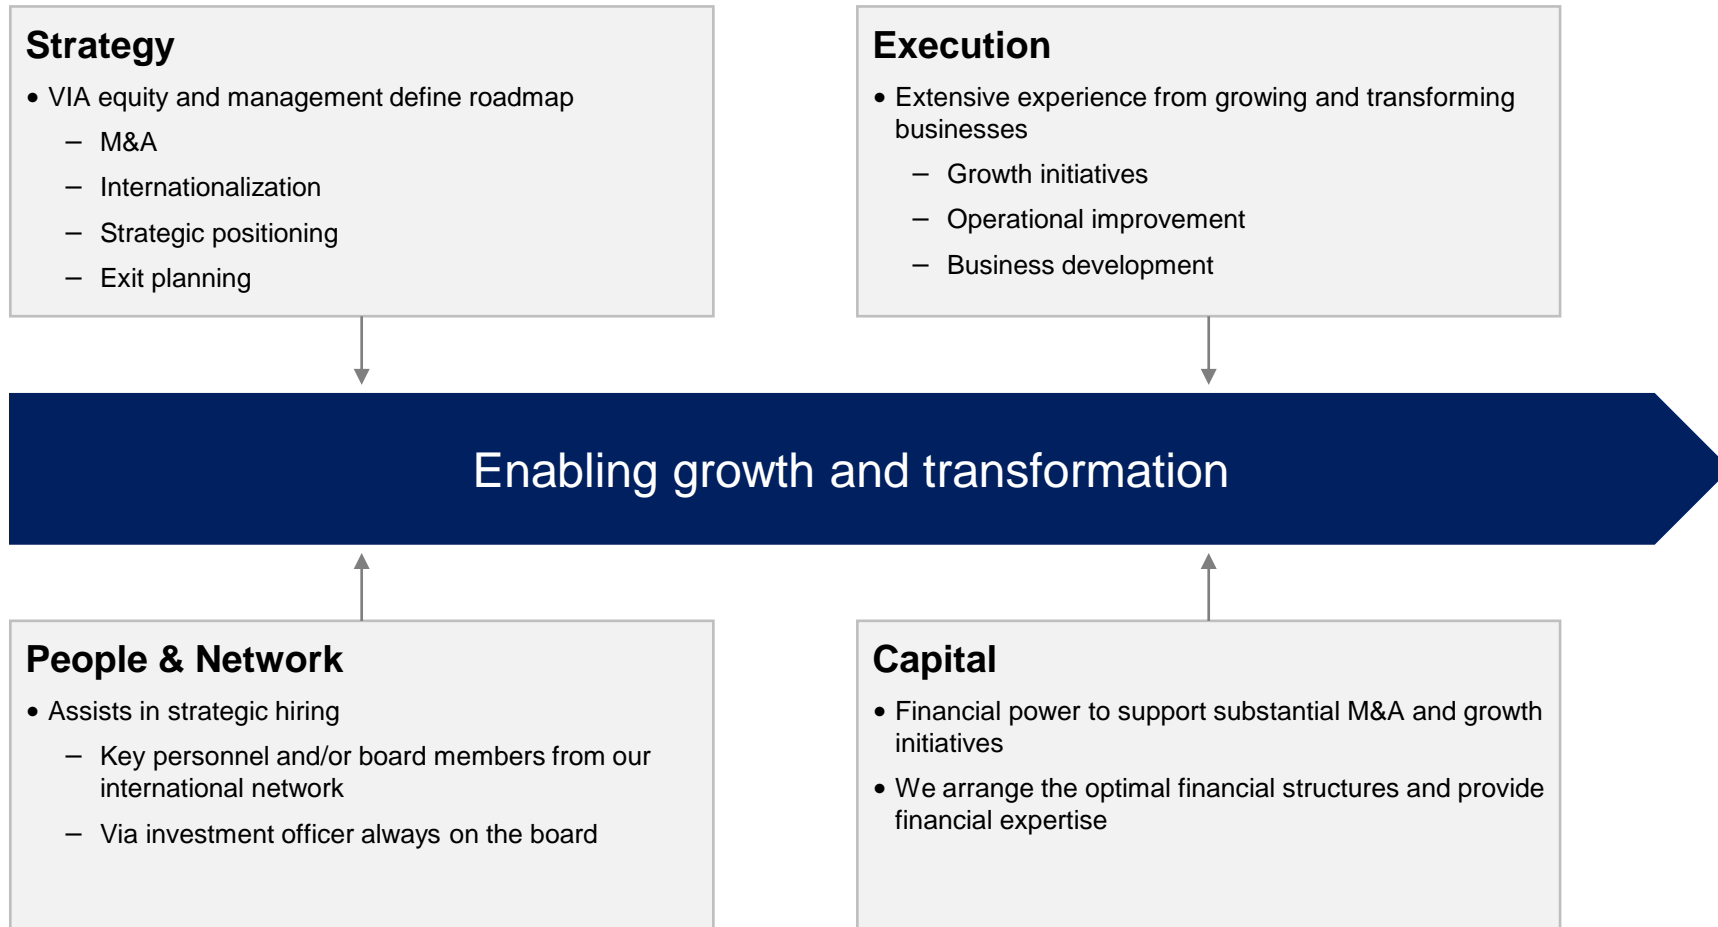 Strategy
• VIA equity and management define roadmap
– M&A
– Internationalization
– Strategic positioning
– Exit planning
Execution
• Extensive experience from growing and transforming
businesses
– Growth initiatives
– Operational improvement
– Business development
Enabling growth and transformation
People & Network
• Assists in strategic hiring
– Key personnel and/or board members from our
international network
– Via investment officer always on the board
Capital
• Financial power to support substantial M&A and growth
initiatives
• We arrange the optimal financial structures and provide
financial expertise